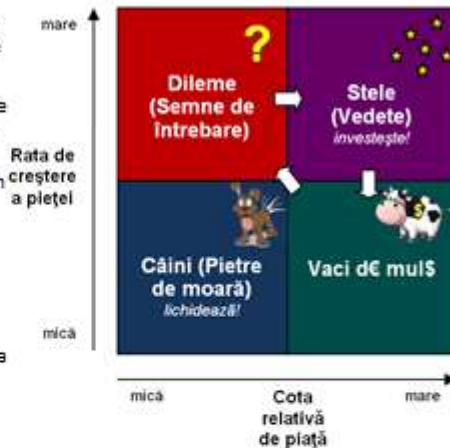 mare
?
Dileme
(Semne de
întrebare)
Stele
(Vedete)
investește!
Rata de
creștere
a pieței
Câini (Pietre
de moară)
lichidează!
$
Vaci d€ mul$
mică
mică
Cota
relativă
de piață
mare